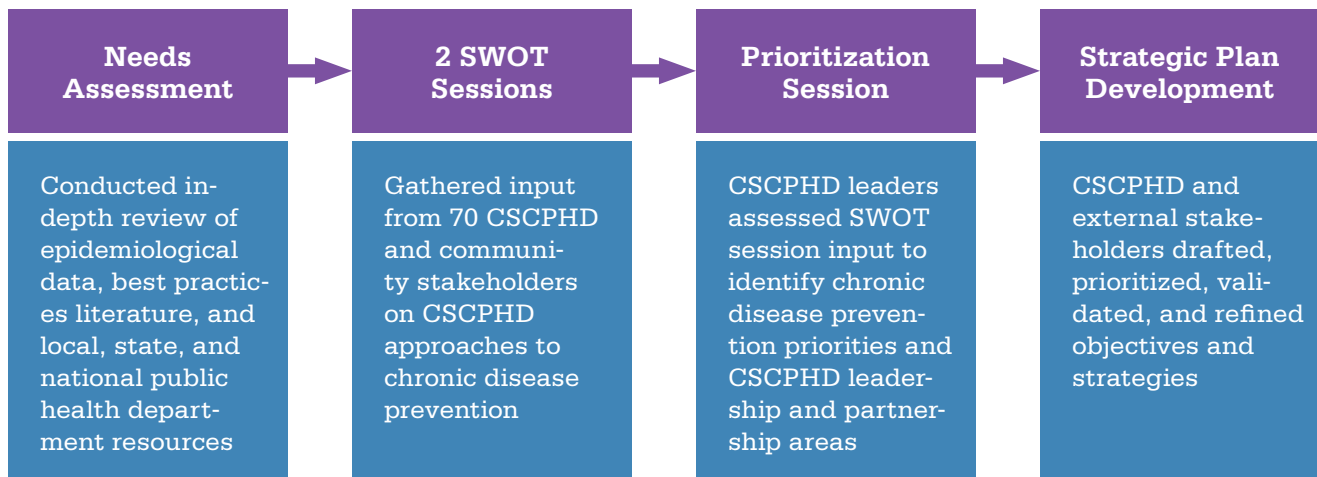 Needs
Assessment
2 SWOT
Sessions
Prioritization
Session
Strategic Plan
Development
Conducted in-
depth review of
epidemiological
data, best practic-
es literature, and
local, state, and
national public
health depart-
ment resources
Gathered input
from 70 CSCPHD
and communi-
ty stakeholders
on CSCPHD
approaches to
chronic disease
prevention
CSCPHD leaders
assessed SWOT
session input to
identify chronic
disease preven-
tion priorities and
CSCPHD leader-
ship and partner-
ship areas
CSCPHD and
external stake-
holders drafted,
prioritized, vali-
dated, and refined
objectives and
strategies